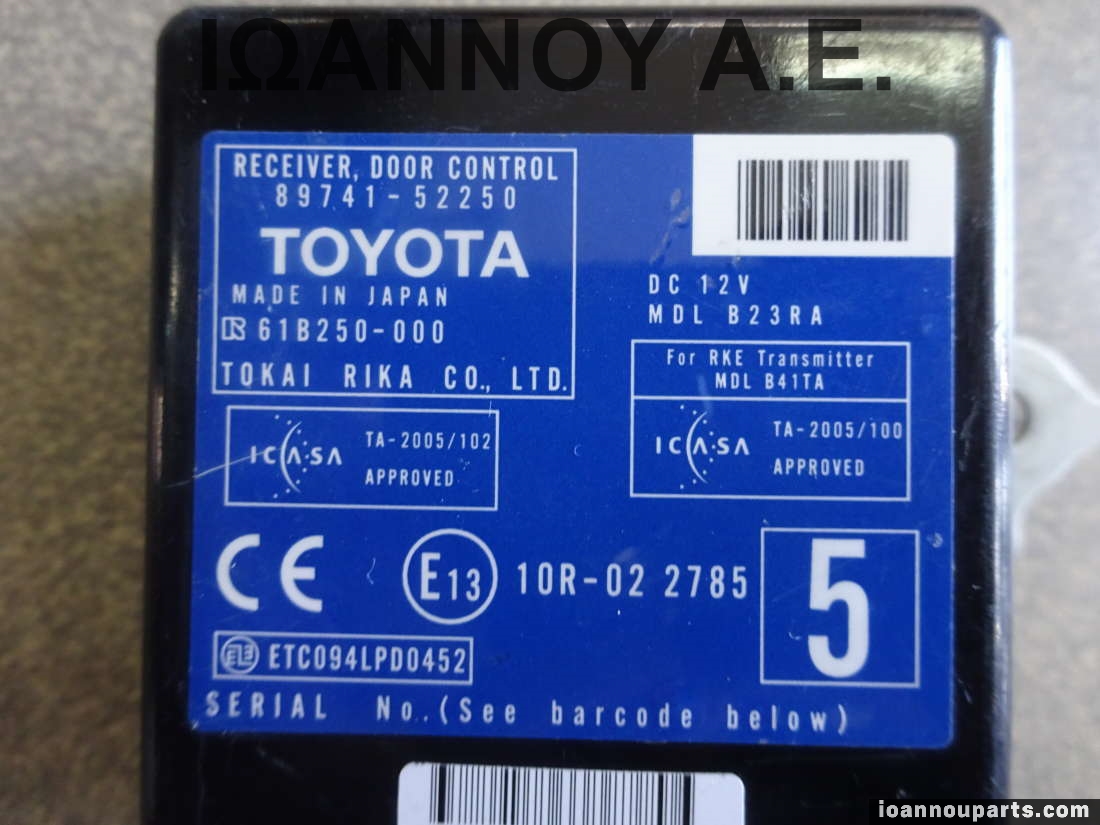 ΙΩΑΝΝΟΥ Α.Ε.
RECEIVER, DOOR CONTROL
89741-52250
TOYOTA
MADE IN JAPAN
R 61B250-000
TOKAI RIKA CO., LTD.
DC 12V
MDL B23RA
For RKE Transmitter
MDL B41TA
ICASA TA-2005/102
APPROVED
ICASA TA-2005/100
APPROVED
CE E13 10R-02 2785
5
ETC094LPD0452
SERIAL No. (See barcode below)
ioannouparts.com